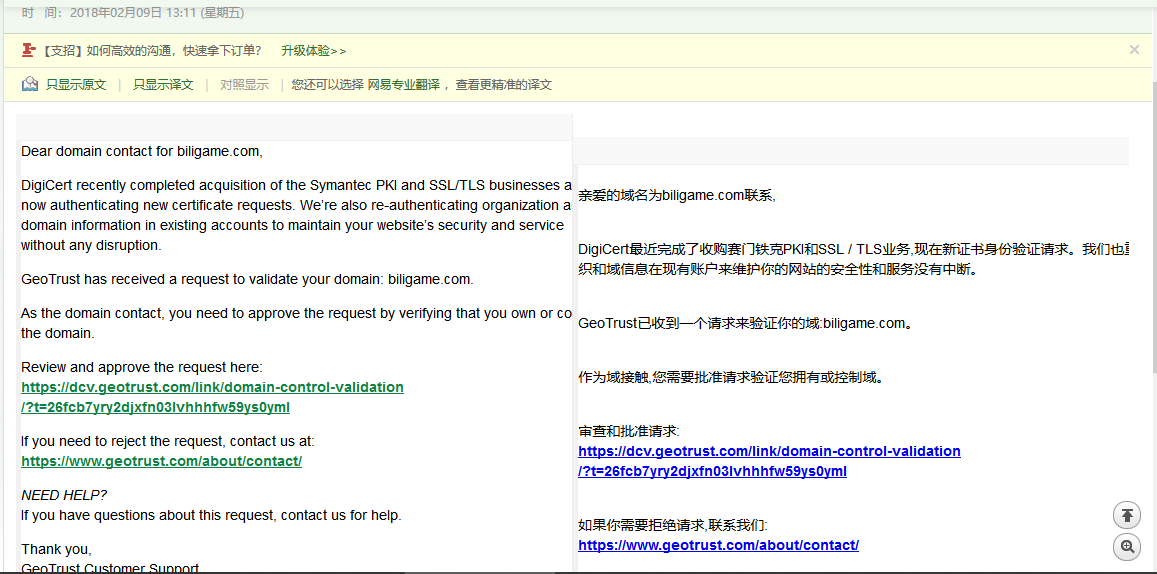 时 间: 2018年02月09日 13:11 (星期五)
【支招】如何高效的沟通，快速拿下订单? 升级体验>>
只显示原文 | 只显示译文 | 对照显示 | 您还可以选择 网易专业翻译 ，查看更精准的译文
Dear domain contact for biligame.com,
DigiCert recently completed acquisition of the Symantec PKI and SSL/TLS businesses a
now authenticating new certificate requests. We're also re-authenticating organization a
domain information in existing accounts to maintain your website's security and service
without any disruption.
GeoTrust has received a request to validate your domain: biligame.com.
As the domain contact, you need to approve the request by verifying that you own or co
the domain.
Review and approve the request here:
https://dcv.geotrust.com/link/domain-control-validation
/?t=26fcb7yry2djxfn03lvhhhfw59ys0yml
If you need to reject the request, contact us at:
https://www.geotrust.com/about/contact/
NEED HELP?
If you have questions about this request, contact us for help.
Thank you,
GeoTrust Customer Support
亲爱的域名为biligame.com联系,
DigiCert最近完成了收购赛门铁克PKI和SSL / TLS业务,现在新证书身份验证请求。我们也重
织和域信息在现有账户来维护你的网站的安全性和服务没有中断。
GeoTrust已收到一个请求来验证你的域:biligame.com。
作为域接触,您需要批准请求验证您拥有或控制域。
审查和批准请求:
https://dcv.geotrust.com/link/domain-control-validation
/?t=26fcb7yry2djxfn03lvhhhfw59ys0yml
如果你需要拒绝请求,联系我们:
https://www.geotrust.com/about/contact/